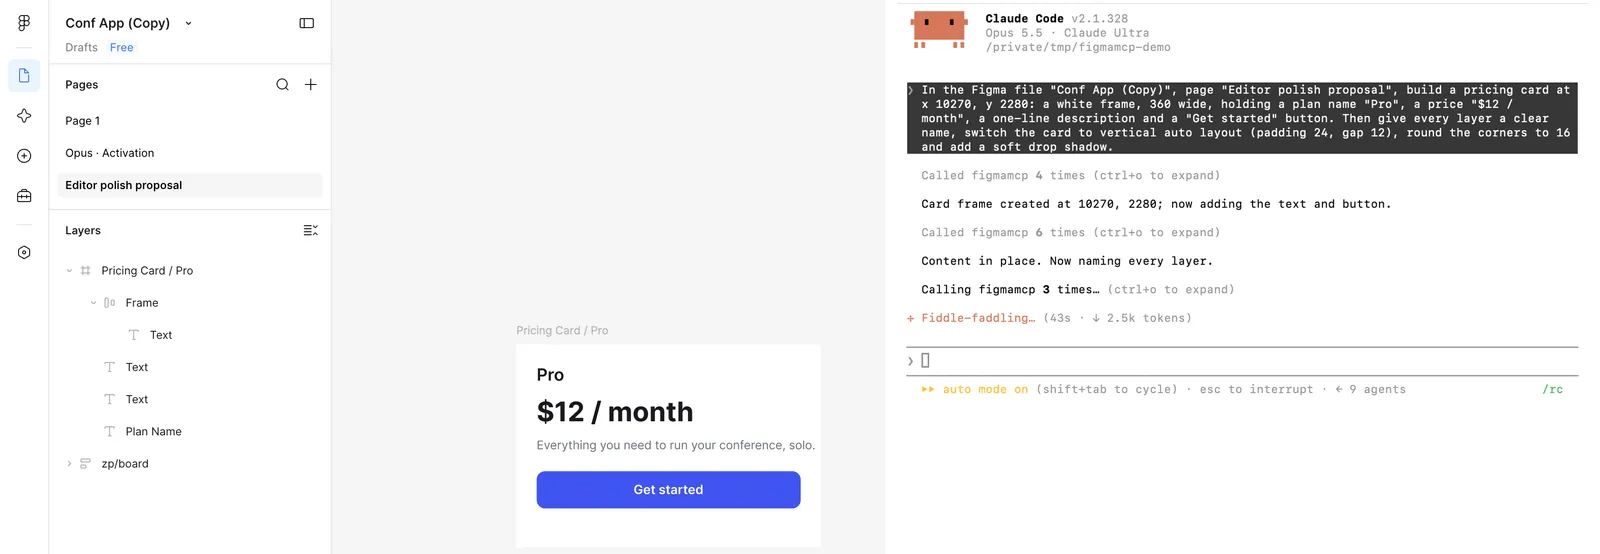 Conf App (Copy)
Drafts Free
Pages
Page 1
Opus · Activation
Editor polish proposal
Layers
Pricing Card / Pro
Frame
Text
Text
Text
Plan Name
zp/board
Pricing Card / Pro
Pro
$12 / month
Everything you need to run your conference, solo.
Get started
Claude Code v2.1.328
Opus 5.5 · Claude Ultra
/private/tmp/figmamcp-demo
❯ In the Figma file "Conf App (Copy)", page "Editor polish proposal", build a pricing card at
x 10270, y 2280: a white frame, 360 wide, holding a plan name "Pro", a price "$12 /
month", a one-line description and a "Get started" button. Then give every layer a clear
name, switch the card to vertical auto layout (padding 24, gap 12), round the corners to 16
and add a soft drop shadow.
Called figmamcp 4 times (ctrl+o to expand)
Card frame created at 10270, 2280; now adding the text and button.
Called figmamcp 6 times (ctrl+o to expand)
Content in place. Now naming every layer.
Calling figmamcp 3 times… (ctrl+o to expand)
+ Fiddle-faddling… (43s · ↓ 2.5k tokens)
❯
⏵⏵ auto mode on (shift+tab to cycle) · esc to interrupt · ← 9 agents /rc